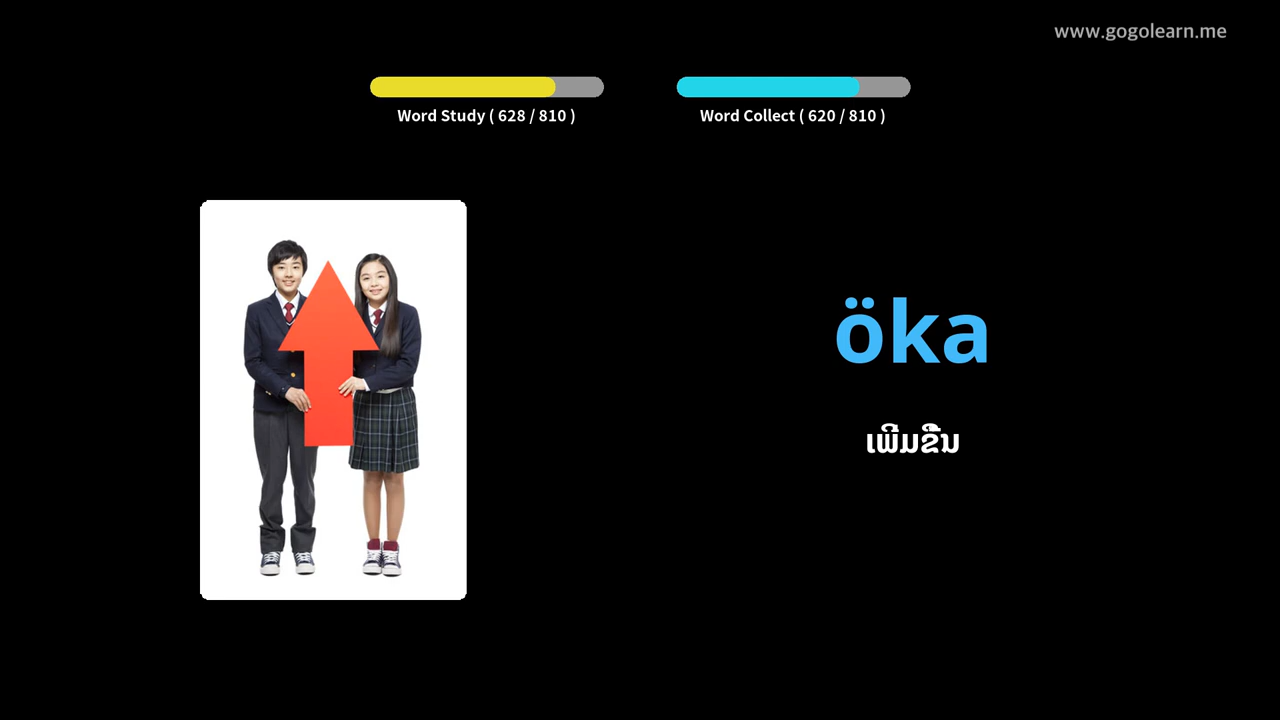 www.gogolearn.me
Word Study ( 628 / 810 )
Word Collect ( 620 / 810 )
öka
ເພີ່ມຂຶ້ນ